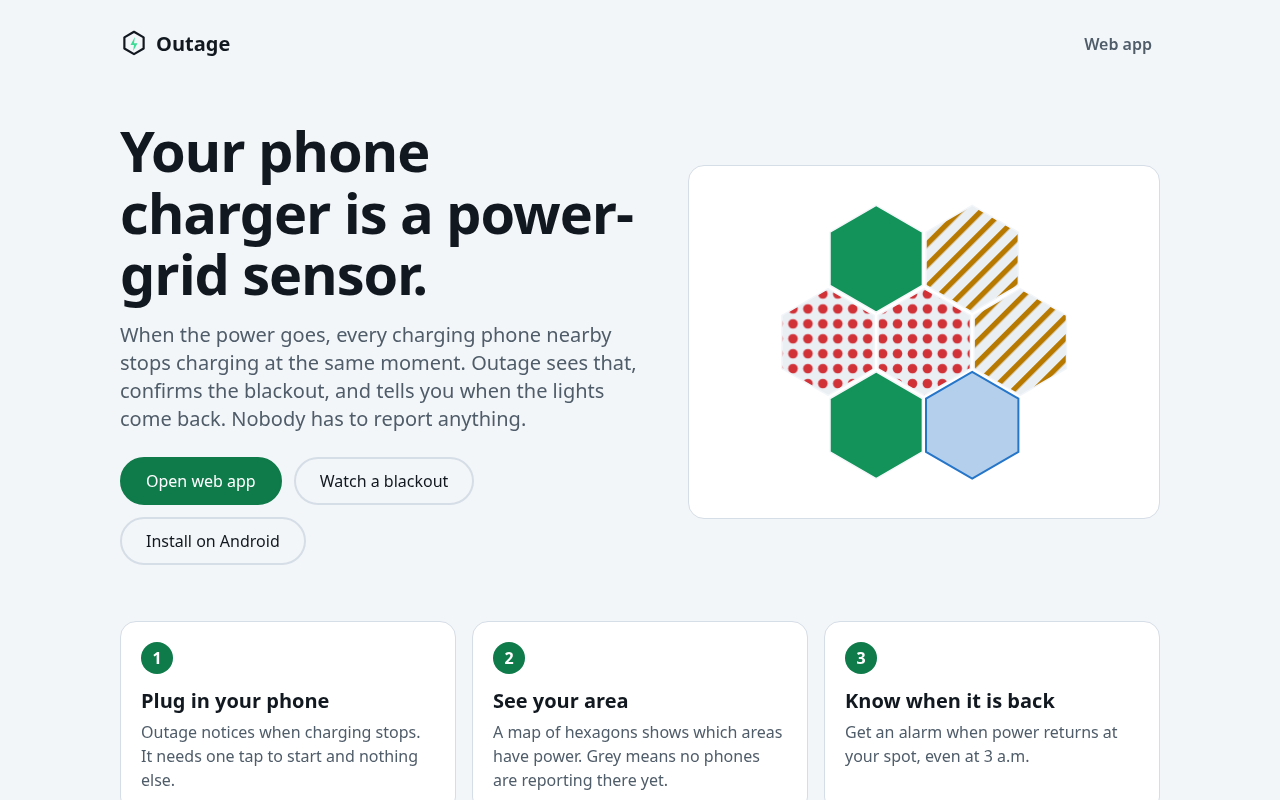 Outage
Web app
Your phone
charger is a power-
grid sensor.
When the power goes, every charging phone nearby
stops charging at the same moment. Outage sees that,
confirms the blackout, and tells you when the lights
come back. Nobody has to report anything.
Open web app
Watch a blackout
Install on Android
1
Plug in your phone
Outage notices when charging stops.
It needs one tap to start and nothing
else.
2
See your area
A map of hexagons shows which areas
have power. Grey means no phones
are reporting there yet.
3
Know when it is back
Get an alarm when power returns at
your spot, even at 3 a.m.